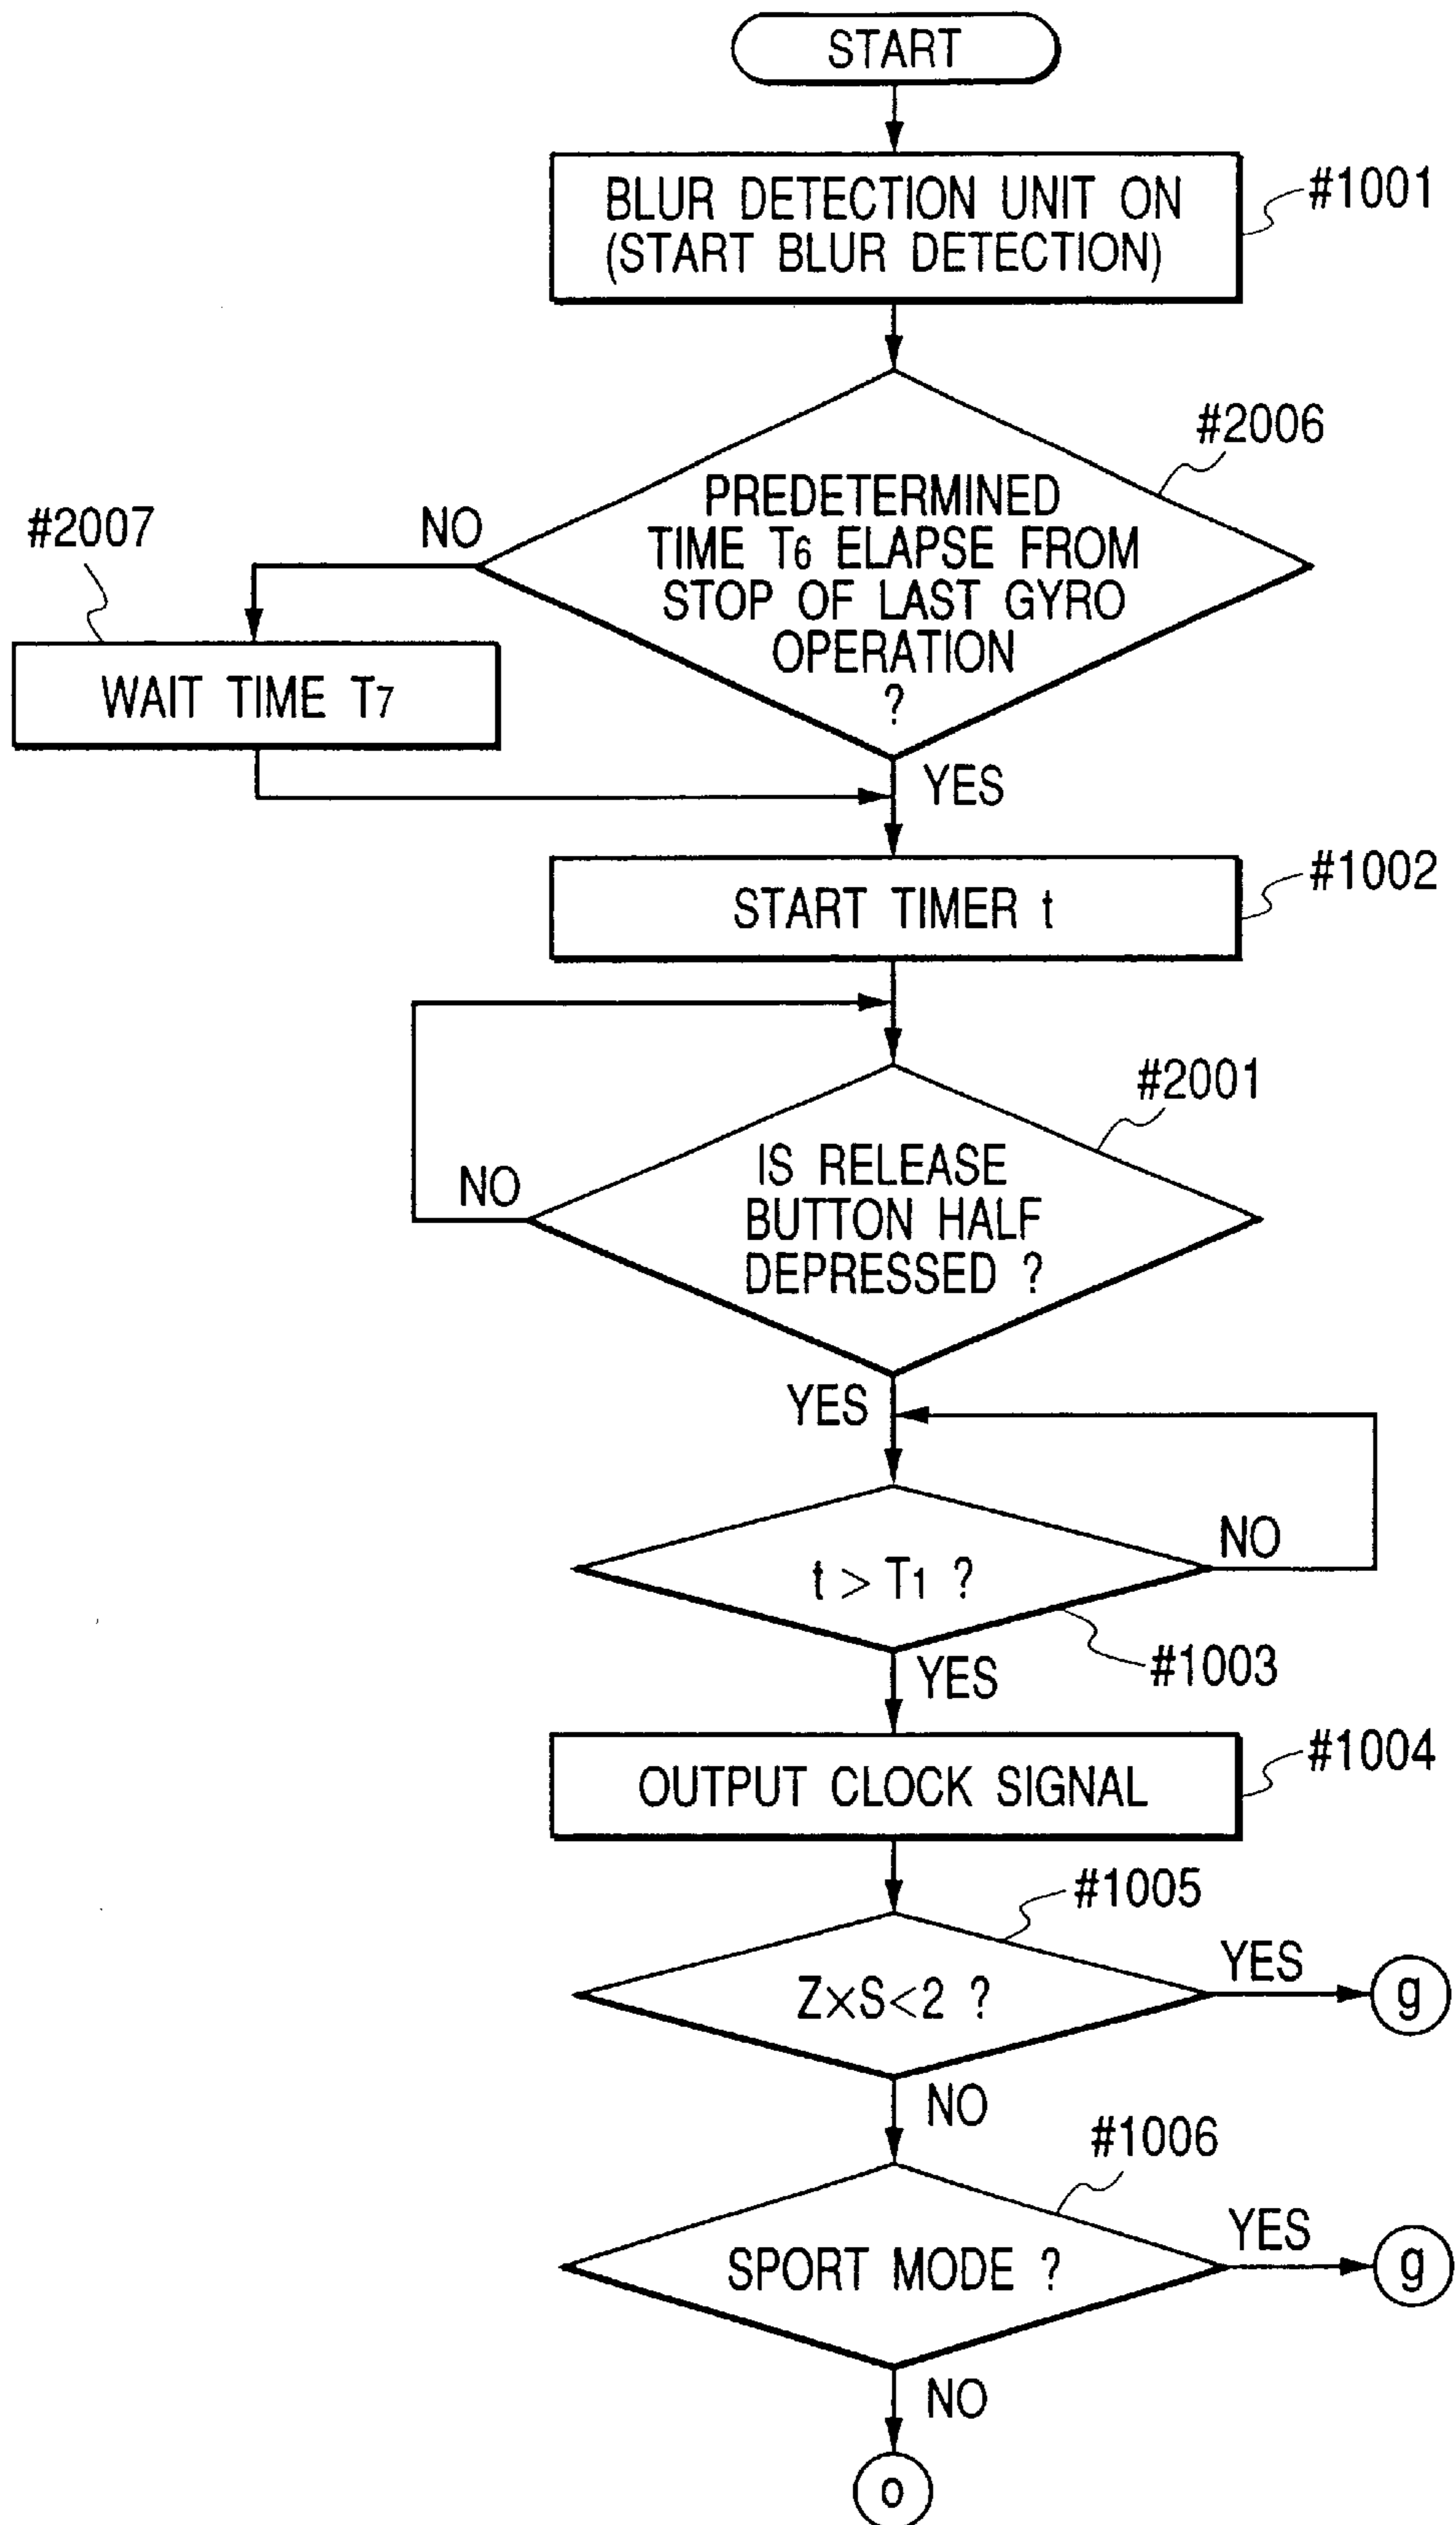 START
BLUR DETECTION UNIT ON
(START BLUR DETECTION)
#1001
#2006
PREDETERMINED
TIME T6 ELAPSE FROM
STOP OF LAST GYRO
OPERATION
?
NO
#2007
WAIT TIME T7
YES
START TIMER t
#1002
#2001
IS RELEASE
BUTTON HALF
DEPRESSED ?
NO
YES
t > T1 ?
NO
#1003
YES
OUTPUT CLOCK SIGNAL
#1004
#1005
Z×S<2 ?
YES
g
NO
#1006
SPORT MODE ?
YES
g
NO
o